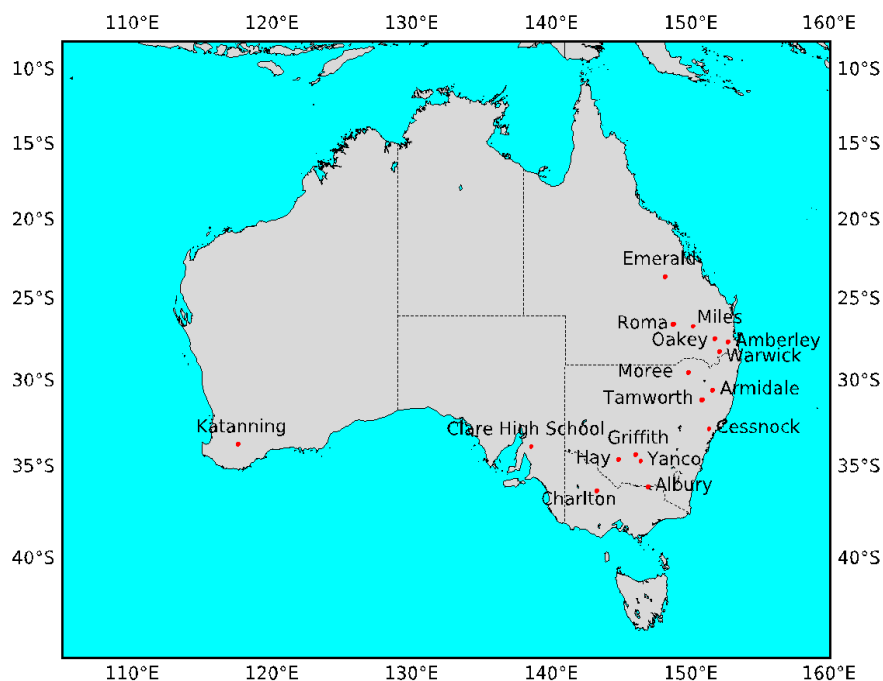 110°E 120°E 130°E 140°E 150°E 160°E
10°S 10°S
15°S 15°S
20°S 20°S
Emerald
25°S 25°S
Roma Miles
Oakey Amberley
Warwick
30°S Moree 30°S
Tamworth Armidale
Katanning Clare High School Cessnock
Griffith
35°S Hay Yanco 35°S
Charlton Albury
40°S 40°S
110°E 120°E 130°E 140°E 150°E 160°E